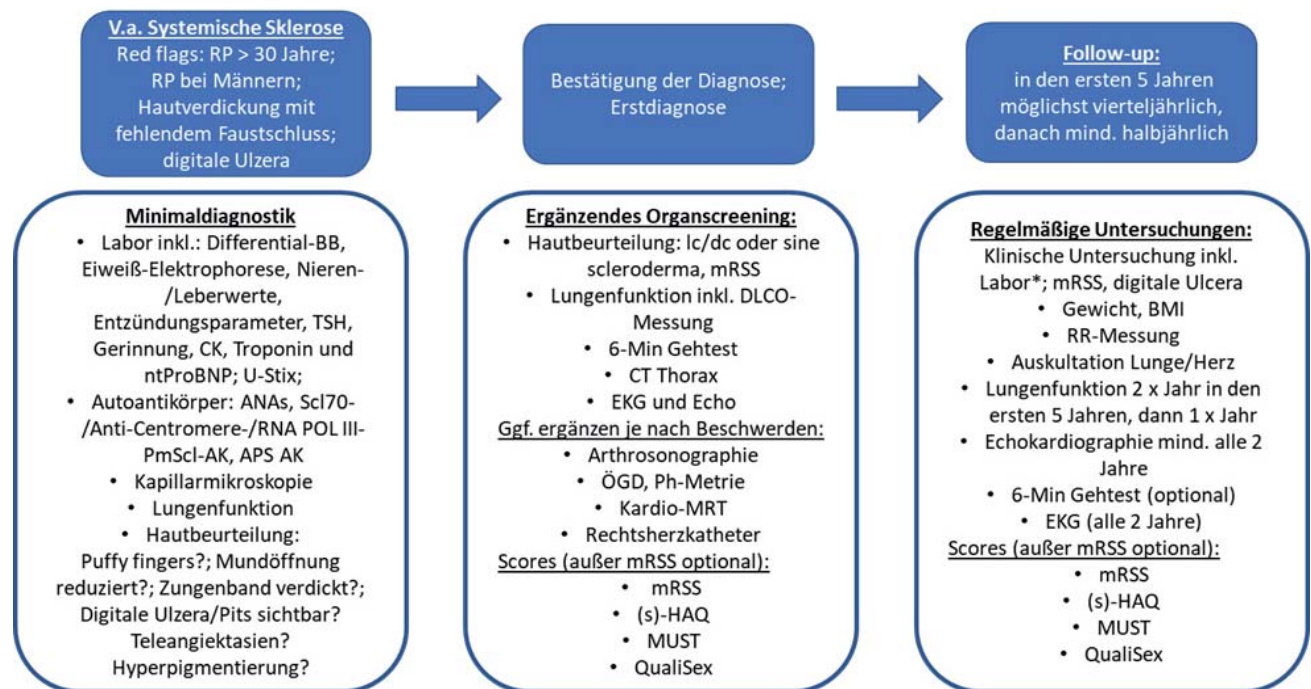 V.a. Systemische Sklerose
Red flags: RP > 30 Jahre;
RP bei Männern;
Hautverdickung mit
fehlendem Faustschluss;
digitale Ulzera
Bestätigung der Diagnose;
Erstdiagnose
Follow-up:
in den ersten 5 Jahren
möglichst vierteljährlich,
danach mind. halbjährlich
Minimaldiagnostik
• Labor inkl.: Differential-BB,
Eiweiß-Elektrophorese, Nieren-
/Leberwerte,
Entzündungsparameter, TSH,
Gerinnung, CK, Troponin und
ntProBNP; U-Stix;
• Autoantikörper: ANAs, Scl70-
/Anti-Centromere-/RNA POL III-
PmScl-AK, APS AK
• Kapillarmikroskopie
• Lungenfunktion
• Hautbeurteilung:
Puffy fingers?; Mundöffnung
reduziert?; Zungenband verdickt?;
Digitale Ulzera/Pits sichtbar?
Teleangiektasien?
Hyperpigmentierung?
Ergänzendes Organscreening:
• Hautbeurteilung: lc/dc oder sine
scleroderma, mRSS
• Lungenfunktion inkl. DLCO-
Messung
• 6-Min Gehtest
• CT Thorax
• EKG und Echo
Ggf. ergänzen je nach Beschwerden:
• Arthrosonographie
• ÖGD, Ph-Metrie
• Kardio-MRT
• Rechtsherzkatheter
Scores (außer mRSS optional):
• mRSS
• (s)-HAQ
• MUST
• QualiSex
Regelmäßige Untersuchungen:
Klinische Untersuchung inkl.
Labor*; mRSS, digitale Ulcera
• Gewicht, BMI
• RR-Messung
• Auskultation Lunge/Herz
• Lungenfunktion 2 x Jahr in den
ersten 5 Jahren, dann 1 x Jahr
• Echokardiographie mind. alle 2
Jahre
• 6-Min Gehtest (optional)
• EKG (alle 2 Jahre)
Scores (außer mRSS optional):
• mRSS
• (s)-HAQ
• MUST
• QualiSex